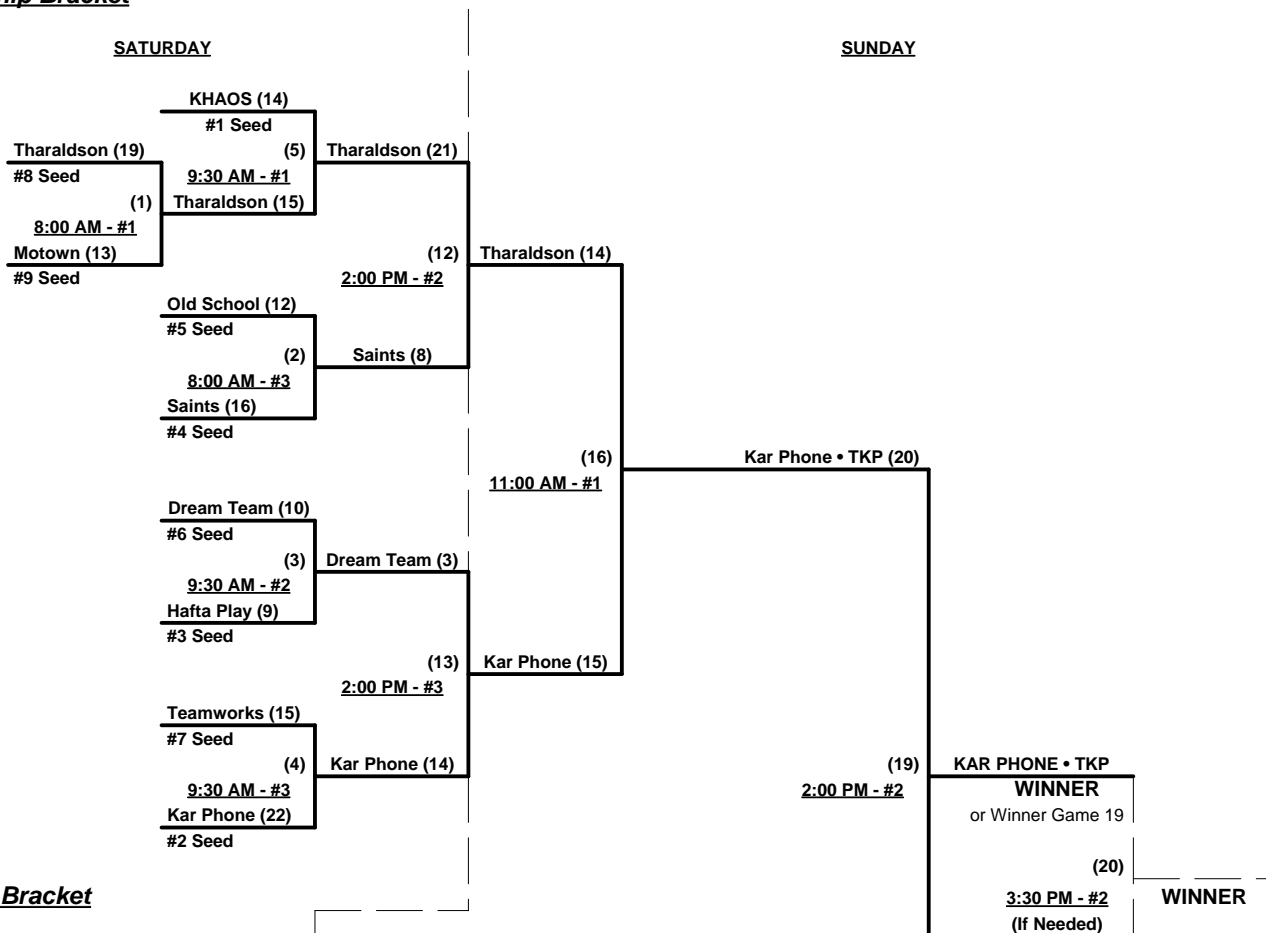 Bracket
SATURDAY
SUNDAY
KHAOS (14)
#1 Seed
Tharaldson (19)
(5)
Tharaldson (21)
#8 Seed
9:30 AM - #1
(1)
Tharaldson (15)
8:00 AM - #1
Motown (13)
(12)
Tharaldson (14)
#9 Seed
2:00 PM - #2
Old School (12)
#5 Seed
(2)
Saints (8)
8:00 AM - #3
Saints (16)
#4 Seed
(16)
Kar Phone • TKP (20)
11:00 AM - #1
Dream Team (10)
#6 Seed
(3)
Dream Team (3)
9:30 AM - #2
Hafta Play (9)
#3 Seed
(13)
Kar Phone (15)
2:00 PM - #3
Teamworks (15)
#7 Seed
(4)
Kar Phone (14)
(19)
KAR PHONE • TKP
9:30 AM - #3
2:00 PM - #2
WINNER
Kar Phone (22)
or Winner Game 19
#2 Seed
(20)
Bracket
3:30 PM - #2
WINNER
(If Needed)